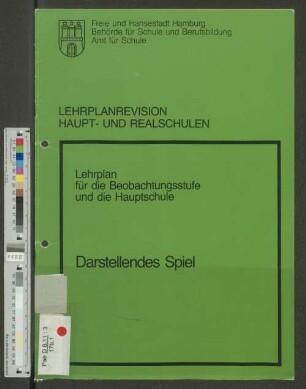 Freie und Hansestadt Hamburg
Behörde für Schule und Berufsbildung
Amt für Schule
LEHRPLANREVISION
HAUPT- UND REALSCHULEN
Lehrplan
für die Beobachtungsstufe
und die Hauptschule
Darstellendes Spiel